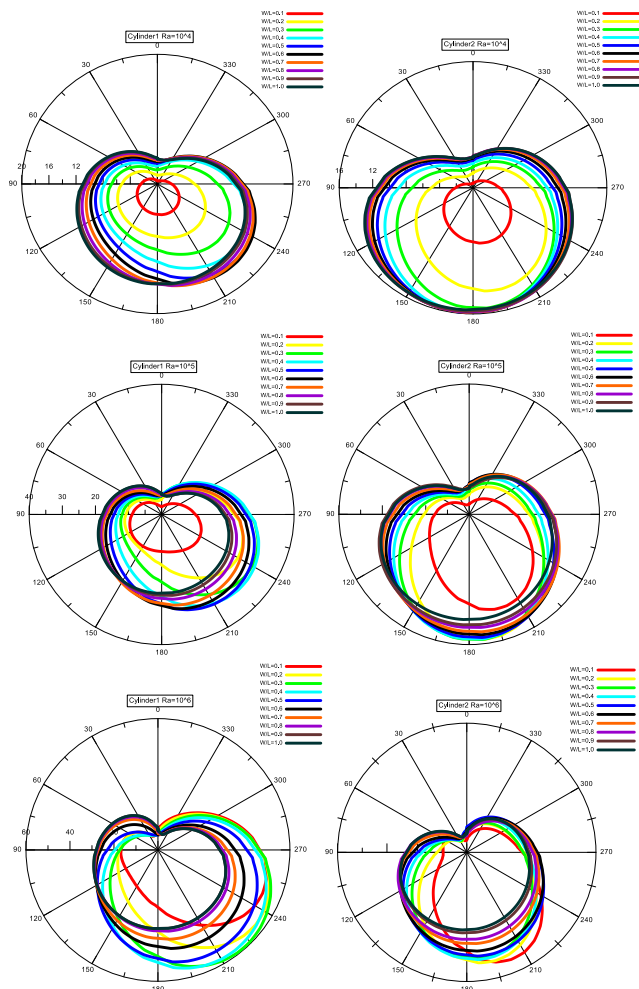 Cylinder1 Ra=10^4
W/L=0.1
W/L=0.2
W/L=0.3
W/L=0.4
W/L=0.5
W/L=0.6
W/L=0.7
W/L=0.8
W/L=0.9
W/L=1.0
0
30
330
60
300
20 16 12
90
270
120
240
150
210
180
Cylinder2 Ra=10^4
W/L=0.1
W/L=0.2
W/L=0.3
W/L=0.4
W/L=0.5
W/L=0.6
W/L=0.7
W/L=0.8
W/L=0.9
W/L=1.0
0
30
330
60
300
16 12
90
270
120
240
150
210
180
Cylinder1 Ra=10^5
W/L=0.1
W/L=0.2
W/L=0.3
W/L=0.4
W/L=0.5
W/L=0.6
W/L=0.7
W/L=0.8
W/L=0.9
W/L=1.0
0
30
330
60
300
40 20
90
270
120
240
150
210
180
Cylinder2 Ra=10^5
W/L=0.1
W/L=0.2
W/L=0.3
W/L=0.4
W/L=0.5
W/L=0.6
W/L=0.7
W/L=0.8
W/L=0.9
W/L=1.0
0
30
330
60
300
90
270
120
240
150
210
180
Cylinder1 Ra=10^6
W/L=0.1
W/L=0.2
W/L=0.3
W/L=0.4
W/L=0.5
W/L=0.6
W/L=0.7
W/L=0.8
W/L=0.9
W/L=1.0
0
30
330
60
300
60 40
90
270
120
240
150
210
180
Cylinder2 Ra=10^6
W/L=0.1
W/L=0.2
W/L=0.3
W/L=0.4
W/L=0.5
W/L=0.6
W/L=0.7
W/L=0.8
W/L=0.9
W/L=1.0
0
30
330
60
300
90
270
120
240
150
210
180